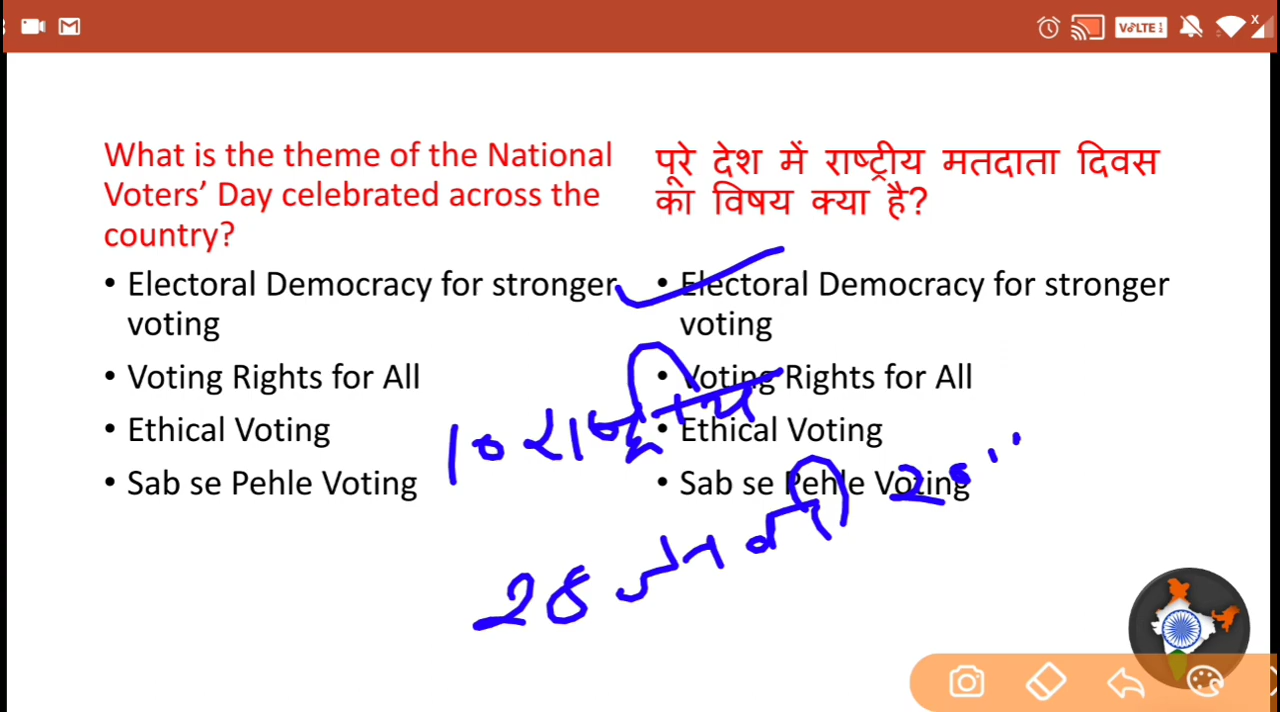 VoLTE 1
What is the theme of the National
Voters' Day celebrated across the
country?
• Electoral Democracy for stronger
voting
• Voting Rights for All
• Ethical Voting
• Sab se Pehle Voting
पूरे देश में राष्ट्रीय मतदाता दिवस
का विषय क्या है?
• Electoral Democracy for stronger
voting
• Voting Rights for All
• Ethical Voting
• Sab se Pehle Voting
10 राष्ट्रीय
जनवरी